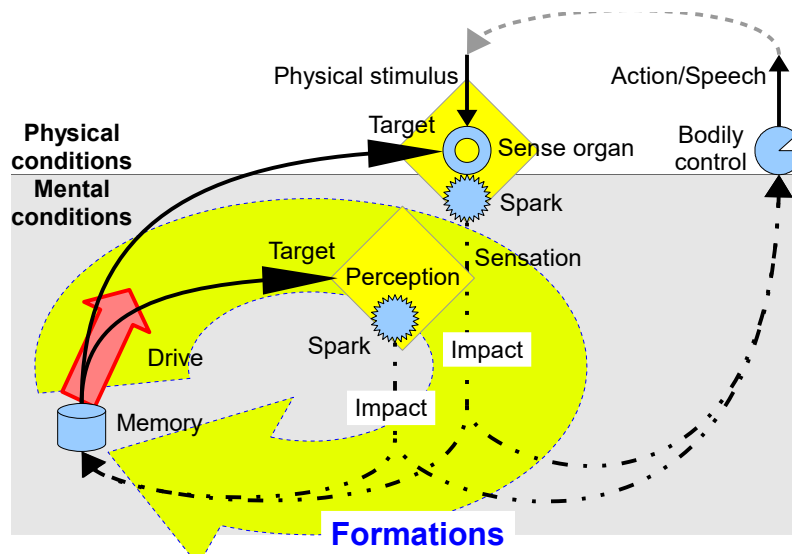 Physical stimulus
Action/Speech
Target
Physical
conditions
Sense organ
Bodily
control
Mental
conditions
Spark
Target
Sensation
Perception
Drive
Spark
Impact
Impact
Memory
Formations